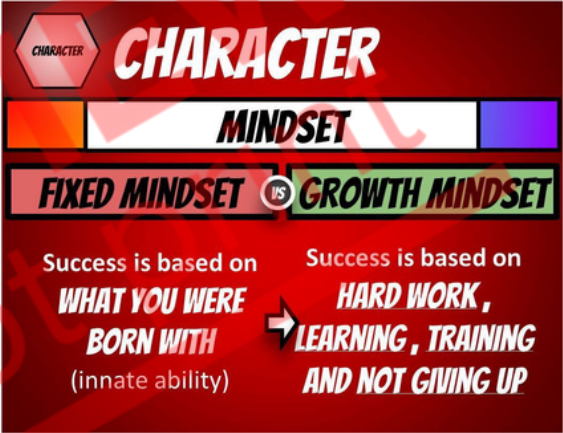 CHARACTER
CHARACTER
MINDSET
FIXED MINDSET VS GROWTH MINDSET
Success is based on
WHAT YOU WERE
BORN WITH
(innate ability)
Success is based on
HARD WORK ,
LEARNING , TRAINING
AND NOT GIVING UP